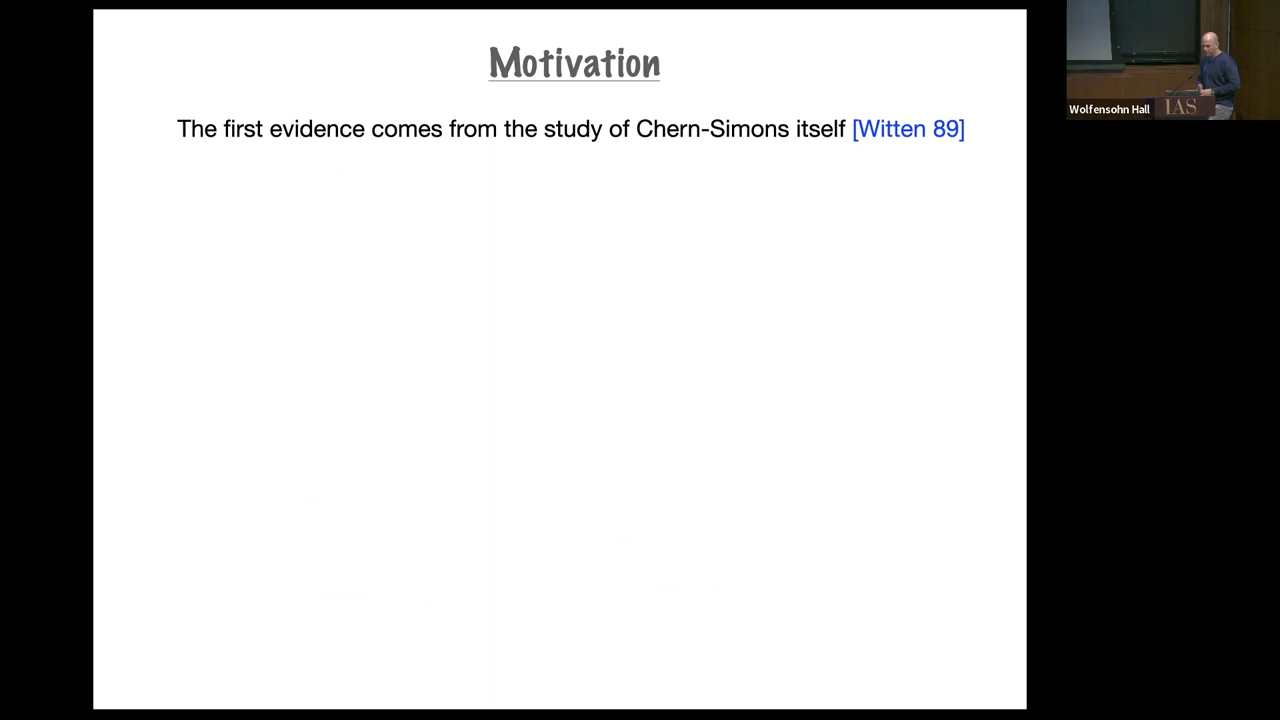 Motivation
The first evidence comes from the study of Chern-Simons itself [Witten 89]
Wolfensohn Hall
IAS